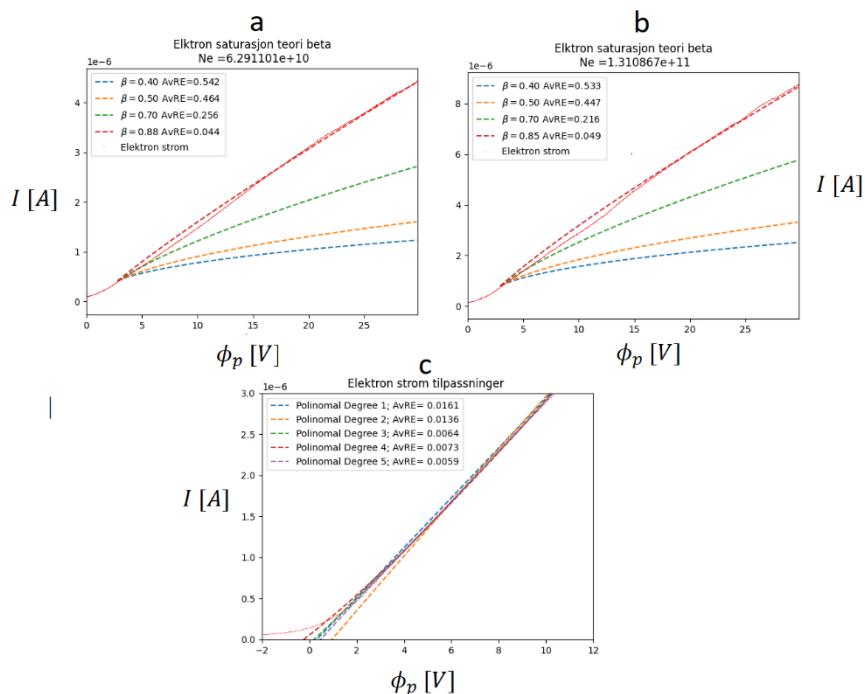 a
Elktron saturasjon teori beta
Ne =6.291101e+10
1e−6
β = 0.40 AvRE=0.542
β = 0.50 AvRE=0.464
β = 0.70 AvRE=0.256
β = 0.88 AvRE=0.044
Elektron strom
4
3
2
1
0
I [A]
0 5 10 15 20 25
ϕp [V]
b
Elktron saturasjon teori beta
Ne =1.310867e+11
1e−6
β = 0.40 AvRE=0.533
β = 0.50 AvRE=0.447
β = 0.70 AvRE=0.216
β = 0.85 AvRE=0.049
Elektron strom
8
6
4
2
0
I [A]
0 5 10 15 20 25
ϕp [V]
I [A]
c
Elektron strom tilpassninger
1e−6
Polinomal Degree 1; AvRE= 0.0161
Polinomal Degree 2; AvRE= 0.0136
Polinomal Degree 3; AvRE= 0.0064
Polinomal Degree 4; AvRE= 0.0073
Polinomal Degree 5; AvRE= 0.0059
3.0
2.5
2.0
1.5
1.0
0.5
0.0
I [A]
−2 0 2 4 6 8 10 12
ϕp [V]